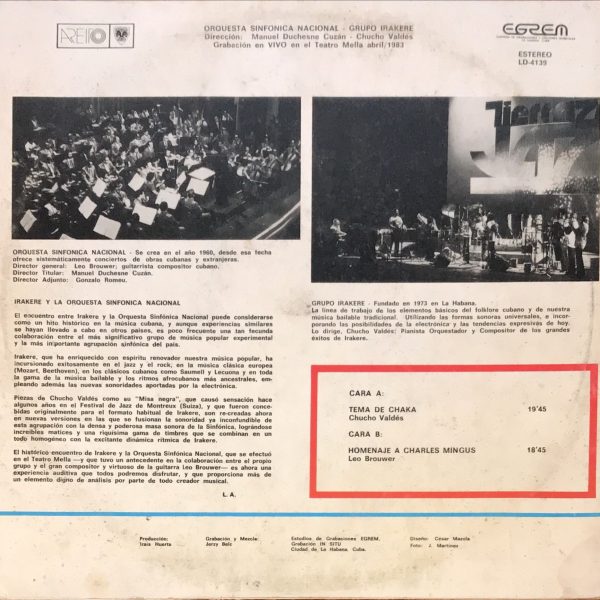 ARETO
ORQUESTA SINFONICA NACIONAL - GRUPO IRAKERE
Dirección: Manuel Duchesne Cuzán - Chucho Valdés
Grabación en VIVO en el Teatro Mella abril/1983
EGREM
ESTEREO
LD-4139
JAZZ
ORQUESTA SINFONICA NACIONAL - Se crea en el año 1960, desde esa fecha
ofrece sistemáticamente conciertos de obras cubanas y extranjeras.
Director general: Leo Brouwer; guitarrista compositor cubano.
Director Titular: Manuel Duchesne Cuzán.
Director Adjunto: Gonzalo Romeu.
GRUPO IRAKERE - Fundado en 1973 en La Habana.
La línea de trabajo de los elementos básicos del folklore cubano y de nuestra
música bailable tradicional. Utilizando las formas sonoras universales, e incor-
porando las posibilidades de la electrónica y las tendencias expresivas de hoy.
Lo dirige, Chucho Valdés; Pianista Orquestador y Compositor de los grandes
éxitos de Irakere.
IRAKERE Y LA ORQUESTA SINFONICA NACIONAL
El encuentro entre Irakere y la Orquesta Sinfónica Nacional puede considerarse
como un hito histórico en la música cubana, y aunque experiencias similares
se hayan llevado a cabo en otros países, es poco frecuente una tan fecunda
colaboración entre el más significativo grupo de música popular experimental
y la más importante agrupación sinfónica del país.
Irakere, que ha enriquecido con espíritu renovador nuestra música popular, ha
incursionado exitosamente en el jazz y el rock; en la música clásica europea
(Mozart, Beethoven), en los clásicos cubanos como Saumell y Lecuona y en toda
la gama de la música bailable y los ritmos afrocubanos más ancestrales, em-
pleando además las nuevas sonoridades aportadas por la electrónica.
Piezas de Chucho Valdés como su "Misa negra", que causó sensación hace
algunos años en el Festival de Jazz de Montreux (Suiza), y que fueron conce-
bidas originalmente para el formato habitual de Irakere, son re-creadas ahora
en nuevas versiones en las que se fusionan la sonoridad ya inconfundible de
esta agrupación con la densa y poderosa masa sonora de la Sinfónica, lográndose
increíbles matices y una riquísima gama de timbres que se combinan en un
todo homogéneo con la excitante dinámica rítmica de Irakere.
El histórico encuentro de Irakere y la Orquesta Sinfónica Nacional, que se efectuó
en el Teatro Mella —y que tuvo un antecedente en la colaboración entre el propio
grupo y el gran compositor y virtuoso de la guitarra Leo Brouwer— es ahora una
experiencia auditiva que todos podremos disfrutar, y que proporciona más de
un elemento digno de análisis por parte de todo creador musical.
L. A.
CARA A:
TEMA DE CHAKA 19'45
Chucho Valdés
CARA B:
HOMENAJE A CHARLES MINGUS 18'45
Leo Brouwer
Producción:
Izais Huerta
Grabación y Mezcla:
Jerzy Belc
Estudios de Grabaciones EGREM.
Grabación IN SITU
Ciudad de La Habana. Cuba.
Diseño: César Mazola
Foto: J. Martínez